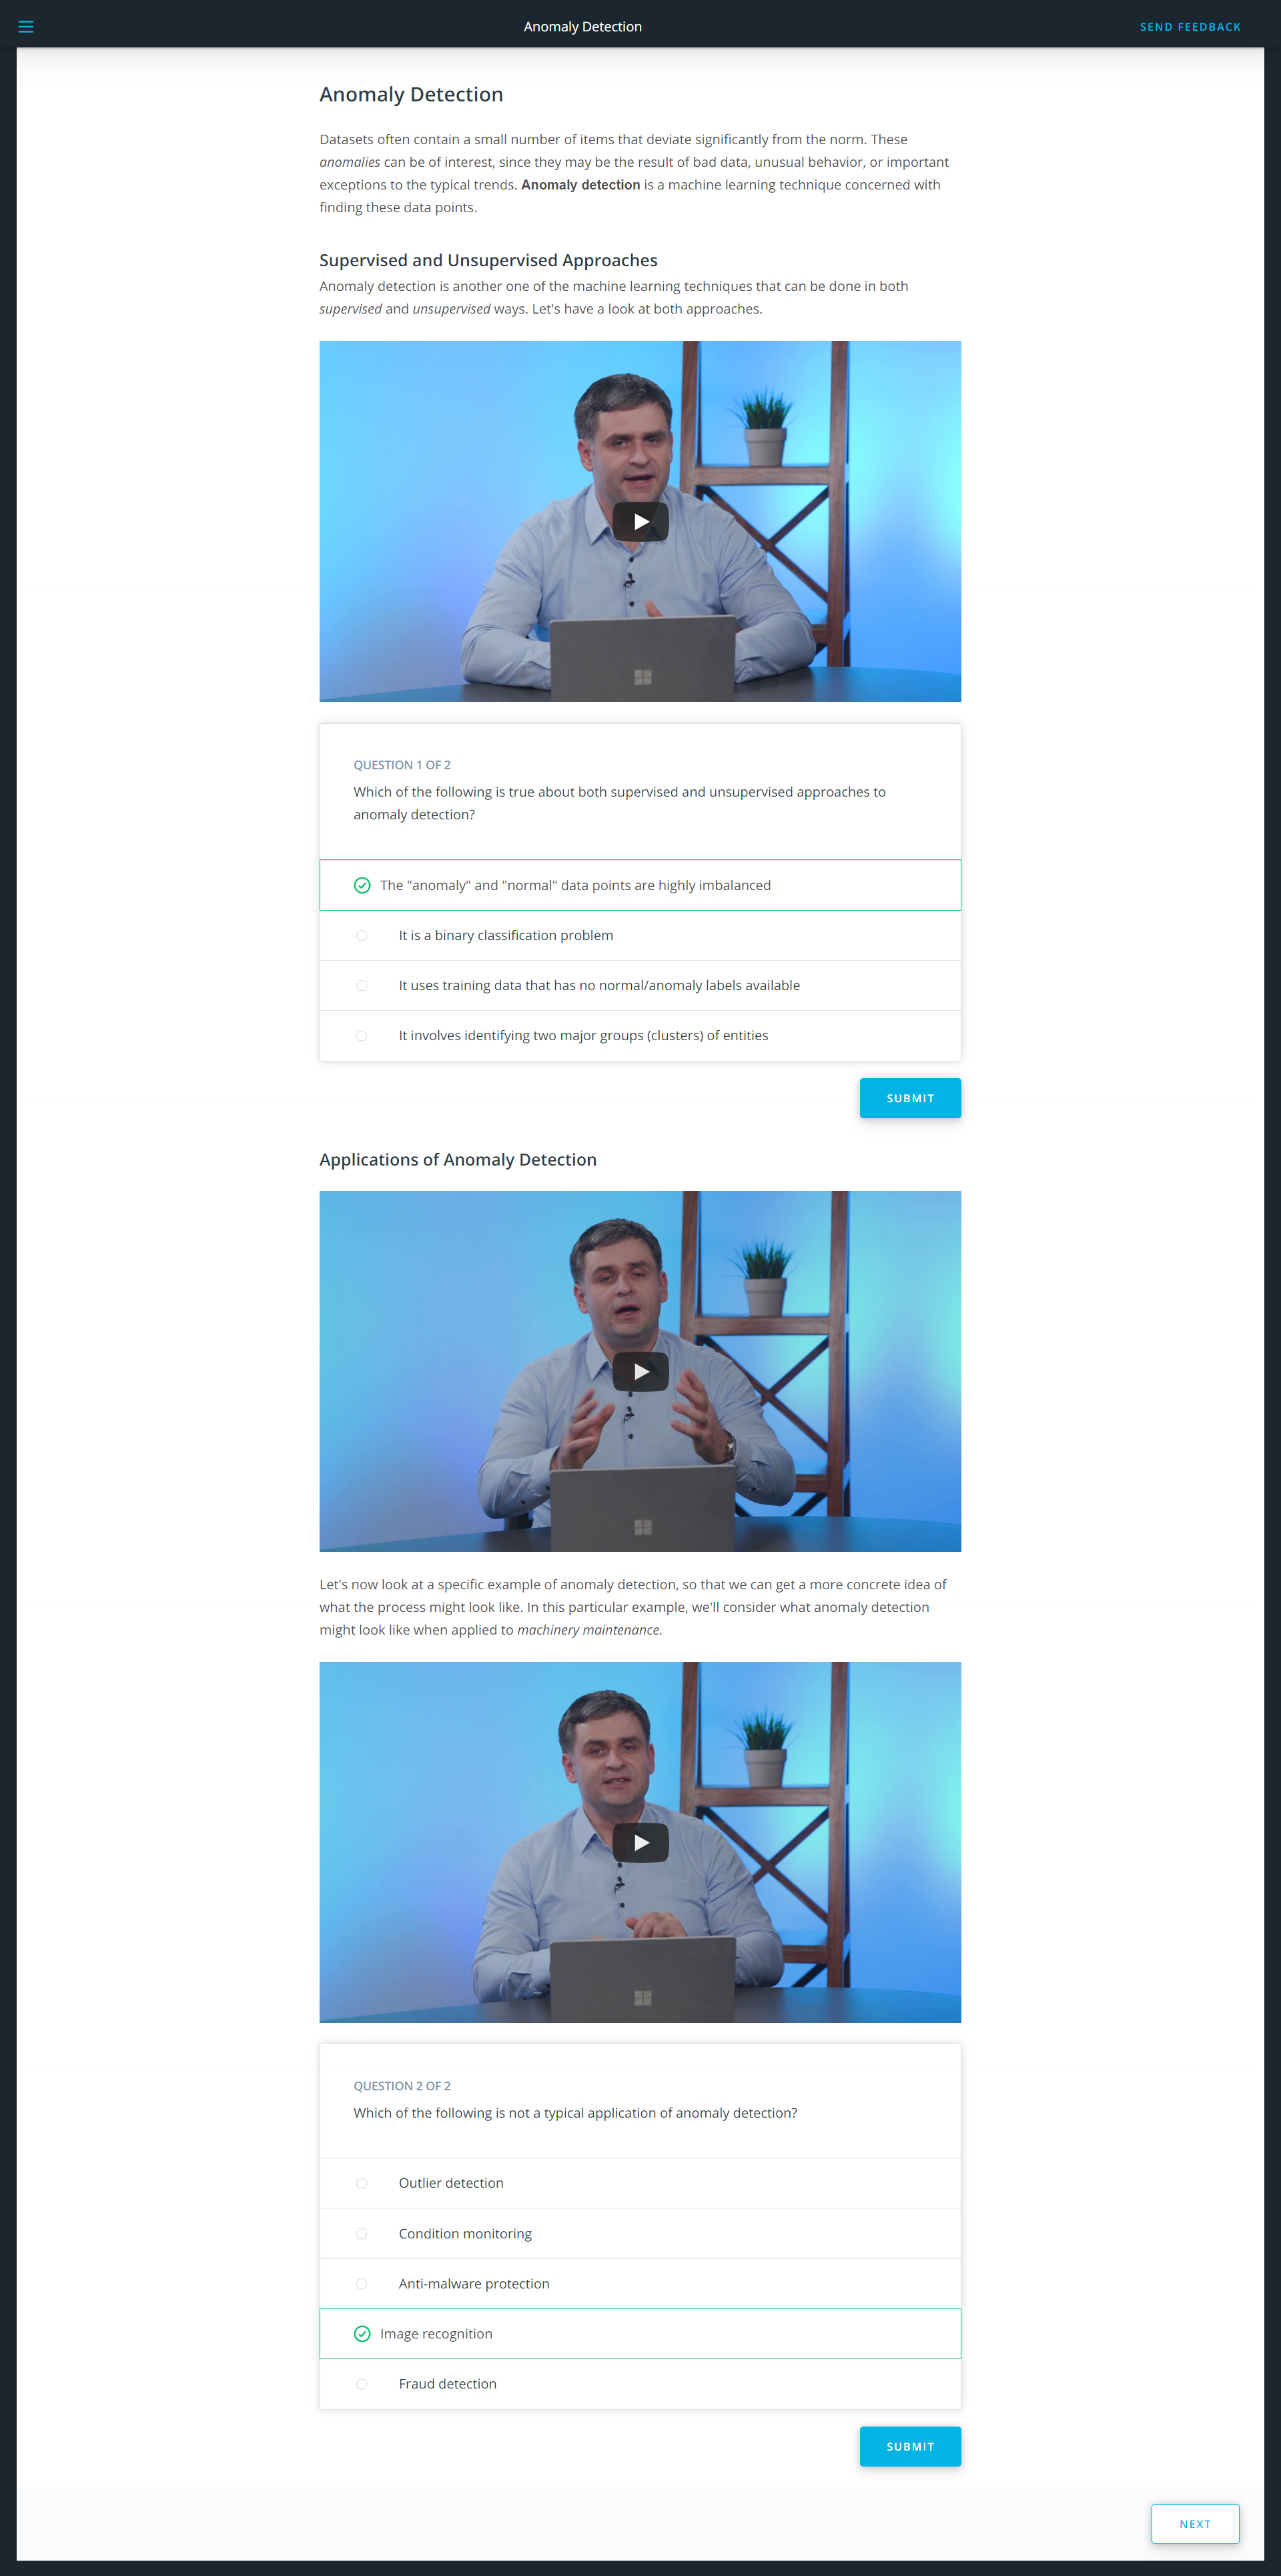 Anomaly Detection
SEND FEEDBACK
Anomaly Detection
Datasets often contain a small number of items that deviate significantly from the norm. These
anomalies can be of interest, since they may be the result of bad data, unusual behavior, or important
exceptions to the typical trends. Anomaly detection is a machine learning technique concerned with
finding these data points.
Supervised and Unsupervised Approaches
Anomaly detection is another one of the machine learning techniques that can be done in both
supervised and unsupervised ways. Let's have a look at both approaches.
QUESTION 1 OF 2
Which of the following is true about both supervised and unsupervised approaches to
anomaly detection?
The "anomaly" and "normal" data points are highly imbalanced
It is a binary classification problem
It uses training data that has no normal/anomaly labels available
It involves identifying two major groups (clusters) of entities
SUBMIT
Applications of Anomaly Detection
Let's now look at a specific example of anomaly detection, so that we can get a more concrete idea of
what the process might look like. In this particular example, we'll consider what anomaly detection
might look like when applied to machinery maintenance.
QUESTION 2 OF 2
Which of the following is not a typical application of anomaly detection?
Outlier detection
Condition monitoring
Anti-malware protection
Image recognition
Fraud detection
SUBMIT
NEXT